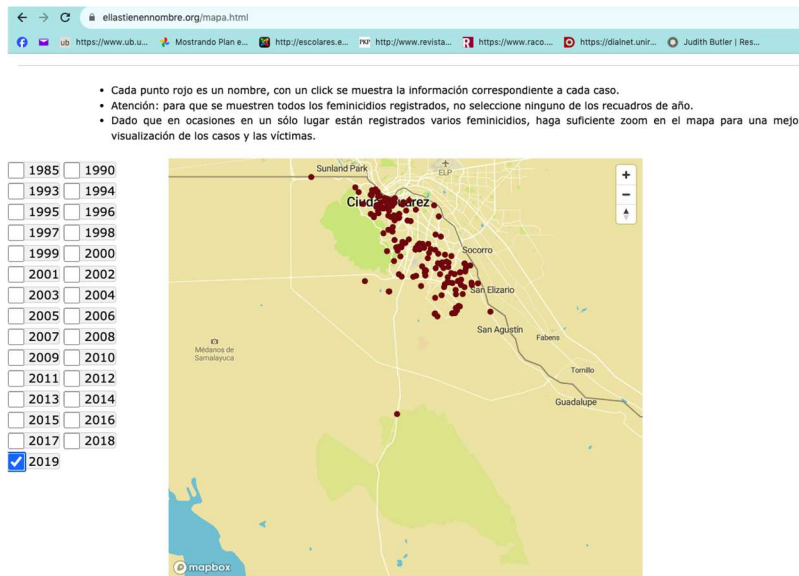 ellastienennombre.org/mapa.html
ub https://www.ub.u... Mostrando Plan e... http://escolares.e... PKP http://www.revista... https://www.raco.... https://dialnet.unir... Judith Butler | Res...
• Cada punto rojo es un nombre, con un click se muestra la información correspondiente a cada caso.
• Atención: para que se muestren todos los feminicidios registrados, no seleccione ninguno de los recuadros de año.
• Dado que en ocasiones en un sólo lugar están registrados varios feminicidios, haga suficiente zoom en el mapa para una mejo
visualización de los casos y las víctimas.
1985 1990
1993 1994
1995 1996
1997 1998
1999 2000
2001 2002
2003 2004
2005 2006
2007 2008
2009 2010
2011 2012
2013 2014
2015 2016
2017 2018
2019
Sunland Park
ELP
Ciudad Juárez
Socorro
San Elizario
San Agustín
Fabens
Médanos de
Samalayuca
Tornillo
Guadalupe
mapbox